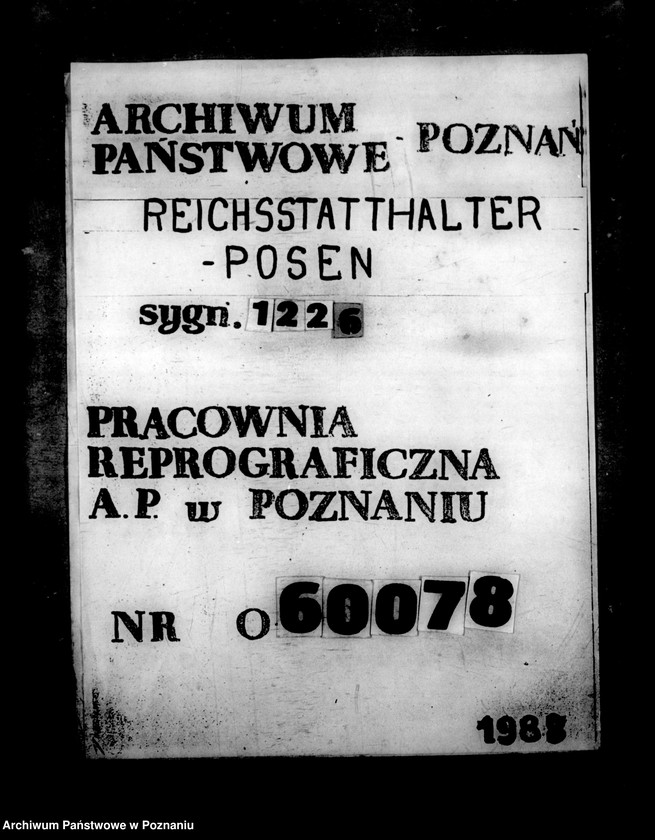 ARCHIWUM
PAŃSTWOWE - POZNAŃ
REICHSSTATTHALTER
-POSEN
sygn. 1226
PRACOWNIA
REPROGRAFICZNA
A.P. w POZNANIU
NR O 60078
Archiwum Państwowe w Poznaniu